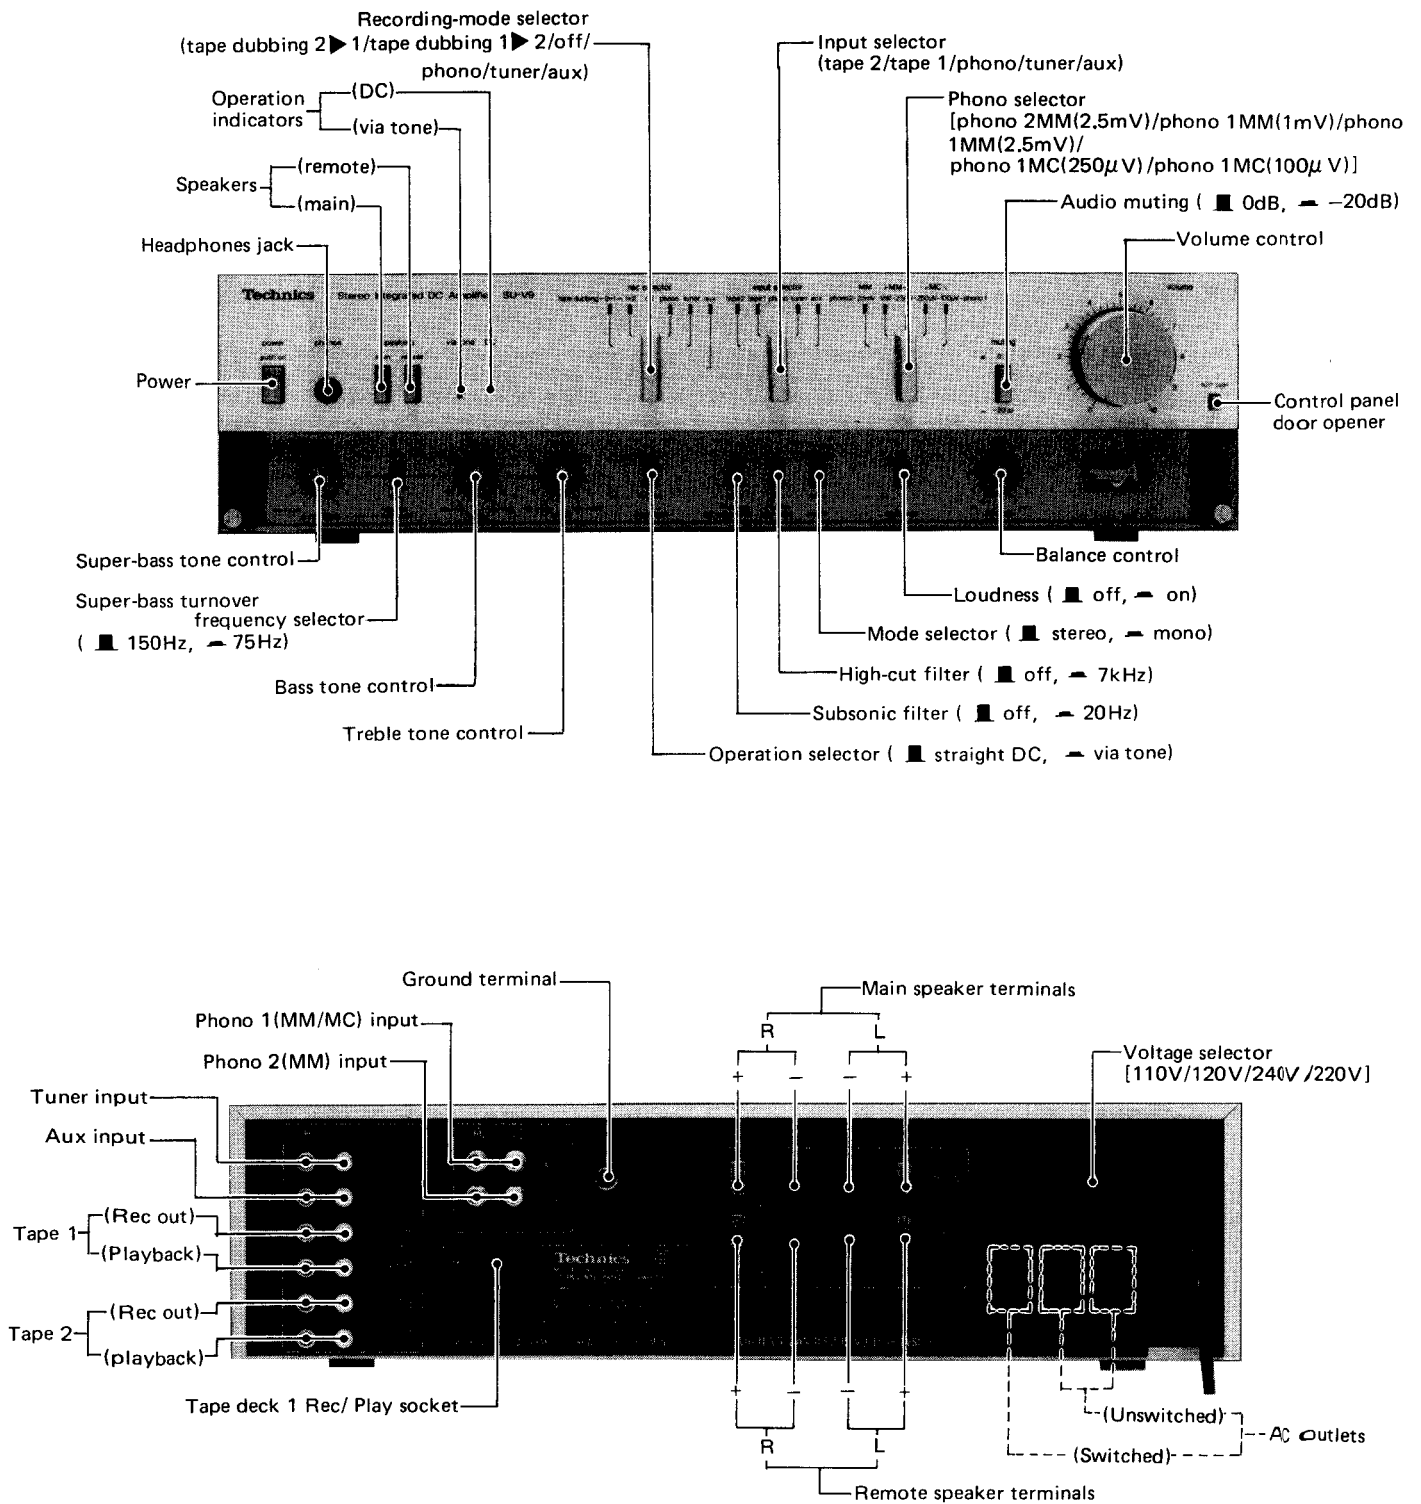 Recording-mode selector
(tape dubbing 2▶1/tape dubbing 1▶2/off/
phono/tuner/aux)
Input selector
(tape 2/tape 1/phono/tuner/aux)
Operation
indicators
(DC)
(via tone)
Phono selector
[phono 2MM(2.5mV)/phono 1MM(1mV)/phono
1MM(2.5mV)/
phono 1MC(250μV)/phono 1MC(100μV)]
Speakers
(remote)
(main)
Audio muting ( 0dB, −20dB)
Headphones jack
Volume control
Technics Stereo Integrated DC Amplifier SU-V9
Power
Control panel
door opener
Super-bass tone control
Balance control
Super-bass turnover
frequency selector
( 150Hz, 75Hz)
Loudness ( off, on)
Mode selector ( stereo, mono)
High-cut filter ( off, 7kHz)
Bass tone control
Subsonic filter ( off, 20Hz)
Treble tone control
Operation selector ( straight DC, via tone)
Ground terminal
Main speaker terminals
Phono 1(MM/MC) input
R L
Phono 2(MM) input
Voltage selector
[110V/120V/240V/220V]
+ − − +
Tuner input
Aux input
Tape 1
(Rec out)
(Playback)
Technics
Tape 2
(Rec out)
(playback)
Tape deck 1 Rec/ Play socket
+ − − +
R L
Remote speaker terminals
(Unswitched)
AC outlets
(Switched)